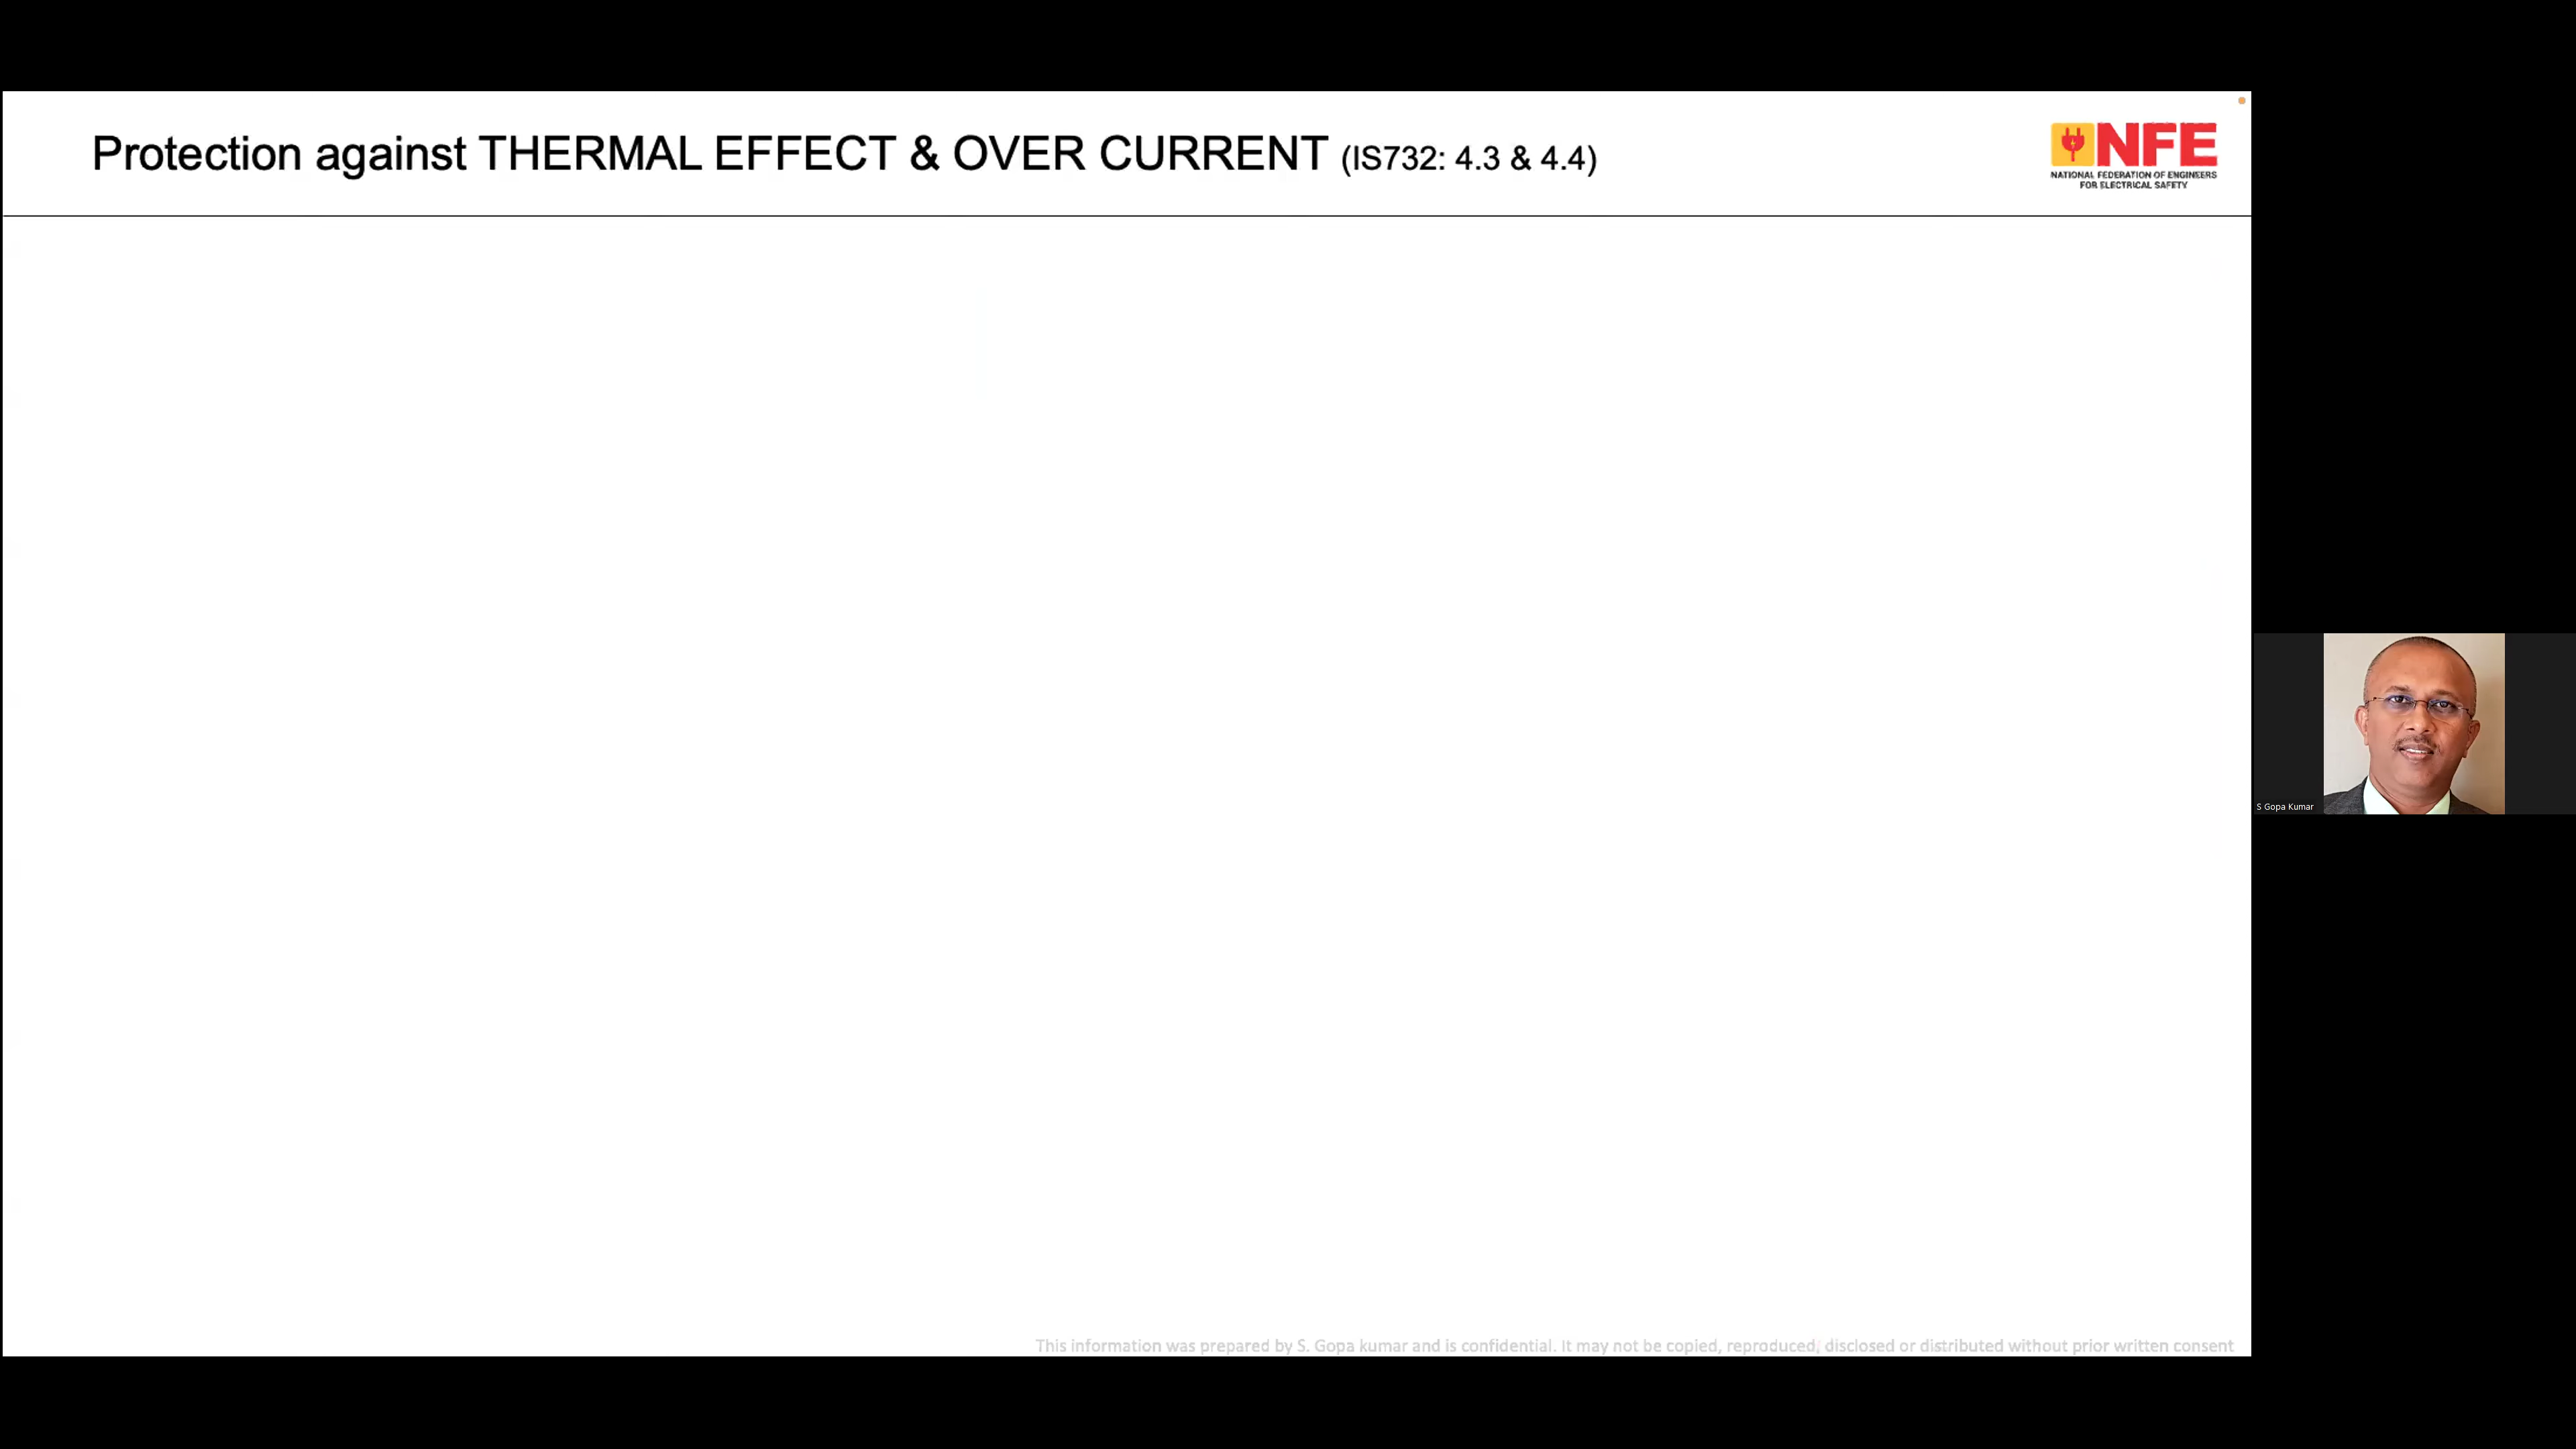 Protection against THERMAL EFFECT & OVER CURRENT (IS732: 4.3 & 4.4)
NFE
NATIONAL FEDERATION OF ENGINEERS
FOR ELECTRICAL SAFETY
S Gopa Kumar
This information was prepared by S. Gopa kumar and is confidential. It may not be copied, reproduced, disclosed or distributed without prior written consent